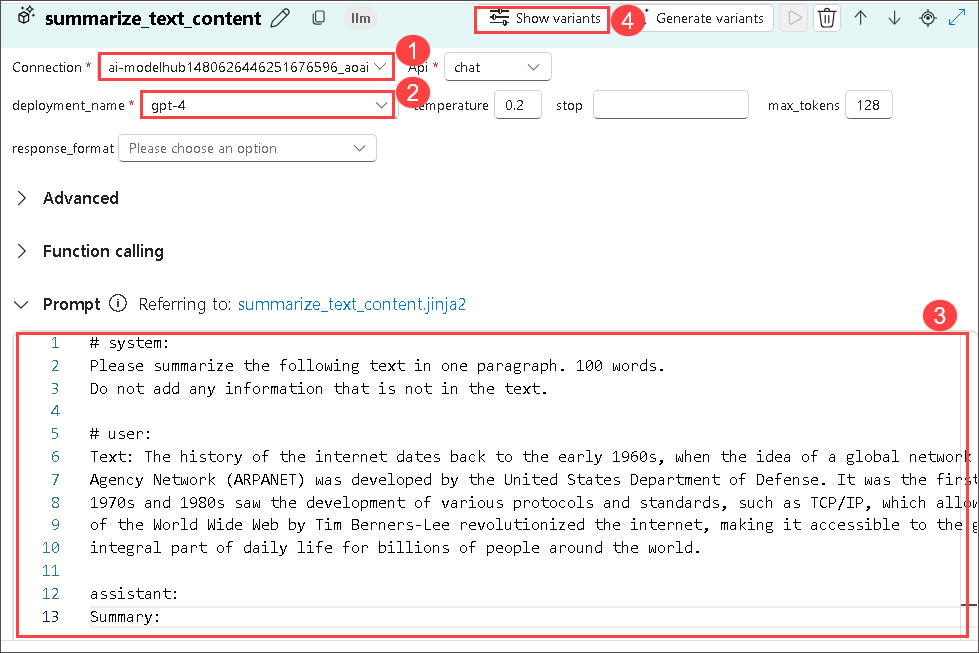 summarize_text_content llm Show variants 4 Generate variants
1
Connection * ai-modelhub1480626446251676596_aoai Api * chat
2
deployment_name * gpt-4 temperature 0.2 stop max_tokens 128
response_format Please choose an option
Advanced
Function calling
Prompt Referring to: summarize_text_content.jinja2
3
1 # system:
2 Please summarize the following text in one paragraph. 100 words.
3 Do not add any information that is not in the text.
4
5 # user:
6 Text: The history of the internet dates back to the early 1960s, when the idea of a global network
7 Agency Network (ARPANET) was developed by the United States Department of Defense. It was the first
8 1970s and 1980s saw the development of various protocols and standards, such as TCP/IP, which allow
9 of the World Wide Web by Tim Berners-Lee revolutionized the internet, making it accessible to the g
10 integral part of daily life for billions of people around the world.
11
12 assistant:
13 Summary: